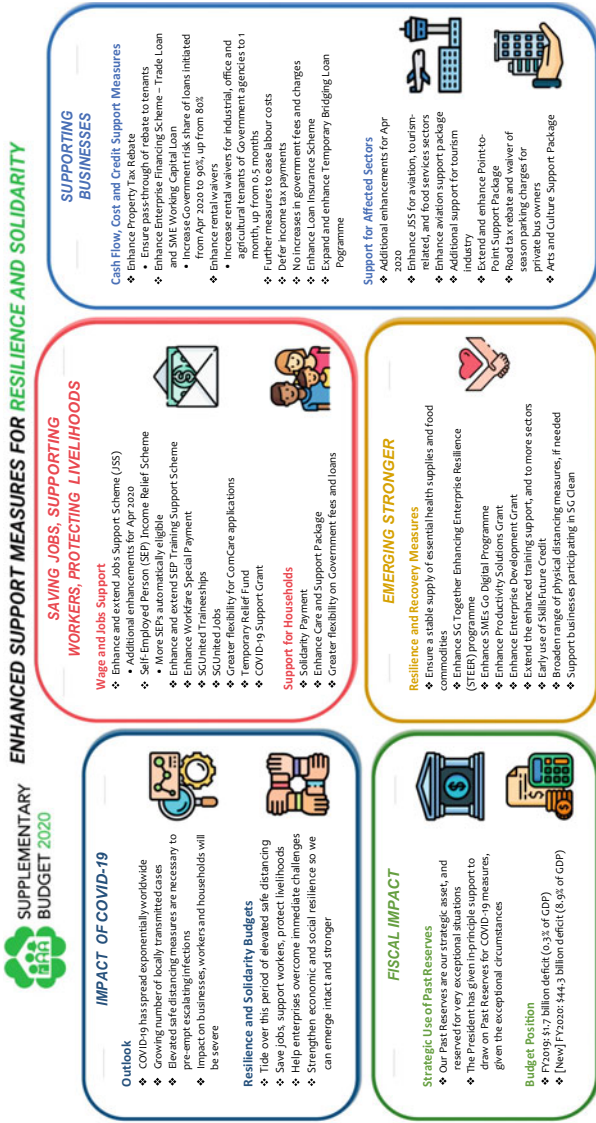 SUPPLEMENTARY
BUDGET 2020
ENHANCED SUPPORT MEASURES FOR RESILIENCE AND SOLIDARITY
IMPACT OF COVID-19
Outlook
❖ COVID-19 has spread exponentially worldwide
❖ Growing number of locally transmitted cases
❖ Elevated safe distancing measures are necessary to
pre-empt escalating infections
❖ Impact on businesses, workers and households will
be severe
Resilience and Solidarity Budgets
❖ Tide over this period of elevated safe distancing
❖ Save jobs, support workers, protect livelihoods
❖ Help enterprises overcome immediate challenges
❖ Strengthen economic and social resilience so we
can emerge intact and stronger
SAVING JOBS, SUPPORTING
WORKERS, PROTECTING LIVELIHOODS
Wage and Jobs Support
❖ Enhance and extend Jobs Support Scheme (JSS)
• Additional enhancements for Apr 2020
❖ Self-Employed Person (SEP) Income Relief Scheme
• More SEPs automatically eligible
❖ Enhance and extend SEP Training Support Scheme
❖ Enhance Workfare Special Payment
❖ SGUnited Traineeships
❖ SGUnited Jobs
❖ Greater flexibility for ComCare applications
❖ Temporary Relief Fund
❖ COVID-19 Support Grant
Support for Households
❖ Solidarity Payment
❖ Enhance Care and Support Package
❖ Greater flexibility on Government fees and loans
SUPPORTING
BUSINESSES
Cash Flow, Cost and Credit Support Measures
❖ Enhance Property Tax Rebate
• Ensure pass-through of rebate to tenants
❖ Enhance Enterprise Financing Scheme – Trade Loan
and SME Working Capital Loan
• Increase Government risk share of loans initiated
from Apr 2020 to 90%, up from 80%
❖ Enhance rental waivers
• Increase rental waivers for industrial, office and
agricultural tenants of Government agencies to 1
month, up from 0.5 months
❖ Further measures to ease labour costs
❖ Defer income tax payments
❖ No increases in government fees and charges
❖ Enhance Loan Insurance Scheme
❖ Expand and enhance Temporary Bridging Loan
Pogramme
Support for Affected Sectors
❖ Additional enhancements for Apr
2020
❖ Enhance JSS for aviation, tourism-
related, and food services sectors
❖ Enhance aviation support package
❖ Additional support for tourism
industry
❖ Extend and enhance Point-to-
Point Support Package
❖ Road tax rebate and waiver of
season parking charges for
private bus owners
❖ Arts and Culture Support Package
FISCAL IMPACT
Strategic Use of Past Reserves
❖ Our Past Reserves are our strategic asset, and
reserved for very exceptional situations
❖ The President has given in-principle support to
draw on Past Reserves for COVID-19 measures,
given the exceptional circumstances
Budget Position
❖ FY2019: $1.7 billion deficit (0.3% of GDP)
❖ [New] FY2020: $44.3 billion deficit (8.9% of GDP)
EMERGING STRONGER
Resilience and Recovery Measures
❖ Ensure a stable supply of essential health supplies and food
commodities
❖ Enhance SG Together Enhancing Enterprise Resilience
(STEER) programme
❖ Enhance SMEs Go Digital Programme
❖ Enhance Productivity Solutions Grant
❖ Enhance Enterprise Development Grant
❖ Extend the enhanced training support, and to more sectors
❖ Early use of SkillsFuture Credit
❖ Broaden range of physical distancing measures, if needed
❖ Support businesses participating in SG Clean